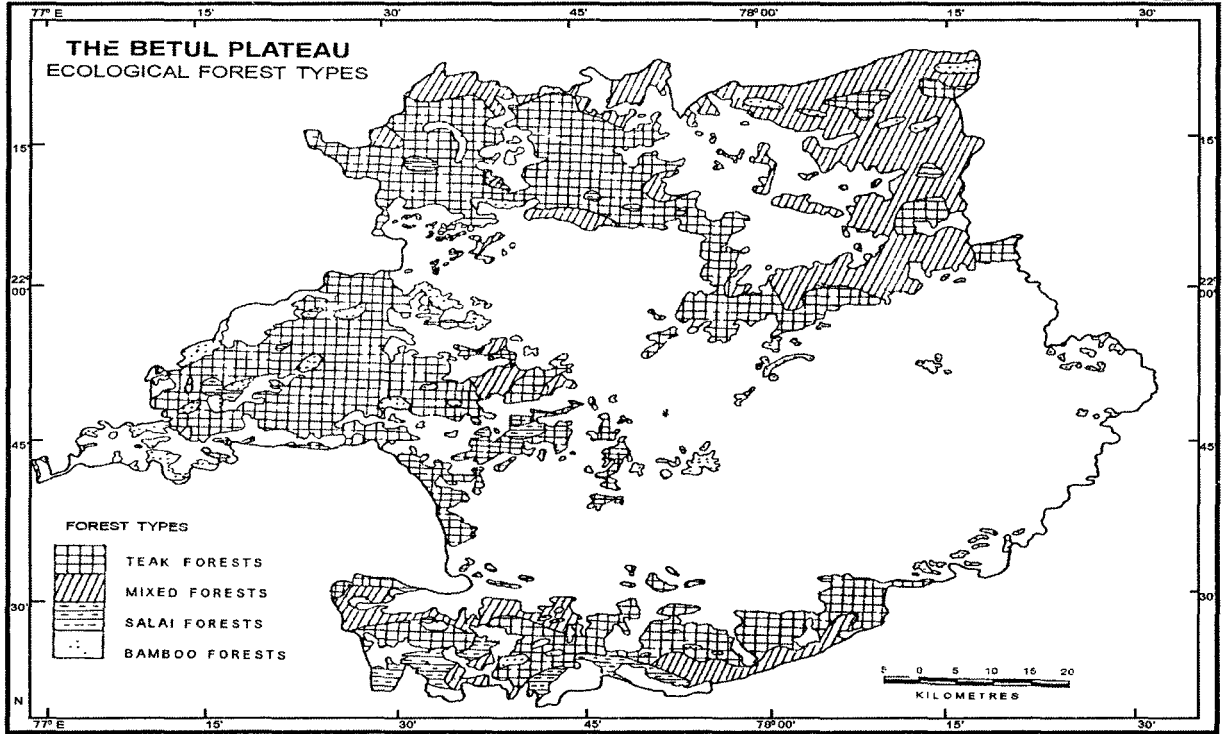 77° E 15' 30' 45' 78° 00' 15' 30'
THE BETUL PLATEAU
ECOLOGICAL FOREST TYPES
15' 15'
22° 00' 22° 00'
45' 45'
FOREST TYPES
TEAK FORESTS
MIXED FORESTS
30' 30'
SALAI FORESTS
BAMBOO FORESTS
5 0 5 10 15 20
KILOMETRES
N
77° E 15' 30' 45' 78° 00' 15' 30'